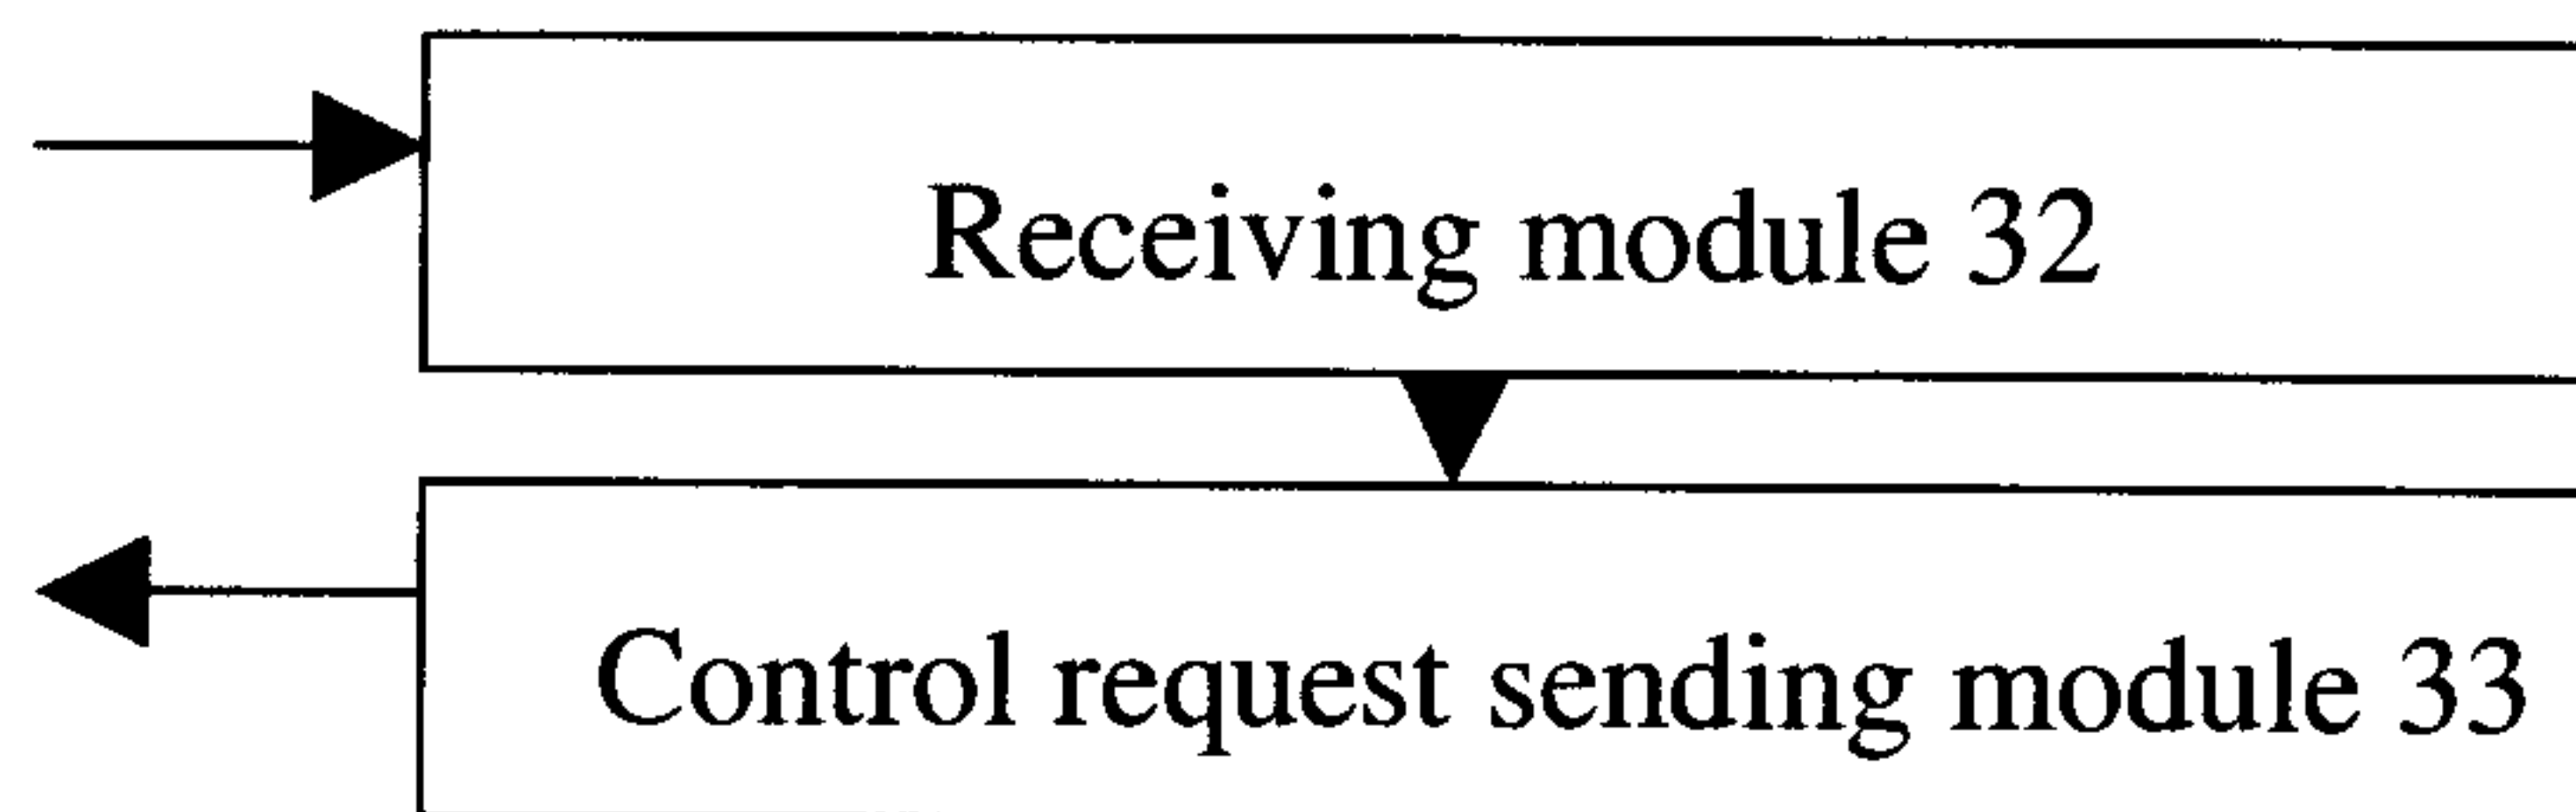 Receiving module 32
Control request sending module 33